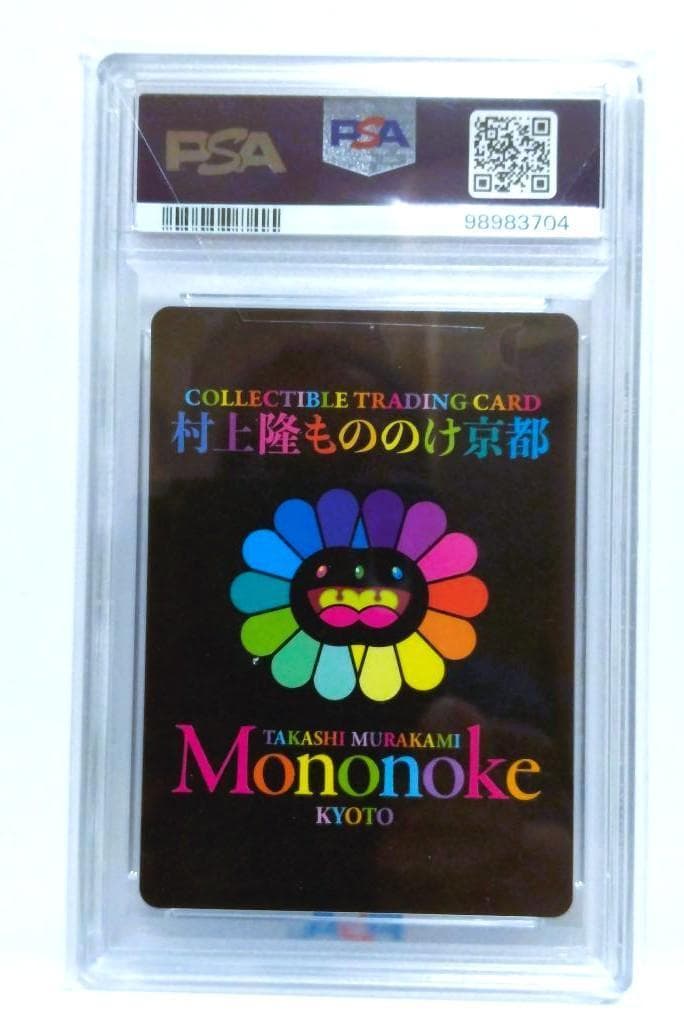 PSA
PSA
98983704
COLLECTIBLE TRADING CARD
村上隆もののけ京都
TAKASHI MURAKAMI
Mononoke
KYOTO
PSA